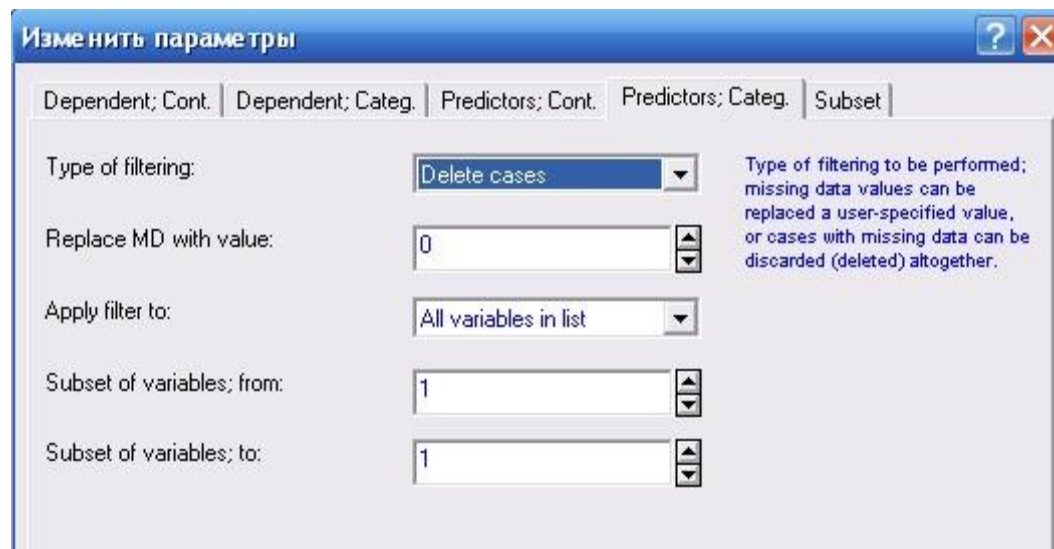 Изменить параметры
Dependent; Cont. Dependent; Categ. Predictors; Cont. Predictors; Categ. Subset
Type of filtering: Delete cases
Type of filtering to be performed;
missing data values can be
replaced a user-specified value,
or cases with missing data can be
discarded (deleted) altogether.
Replace MD with value: 0
Apply filter to: All variables in list
Subset of variables; from: 1
Subset of variables; to: 1